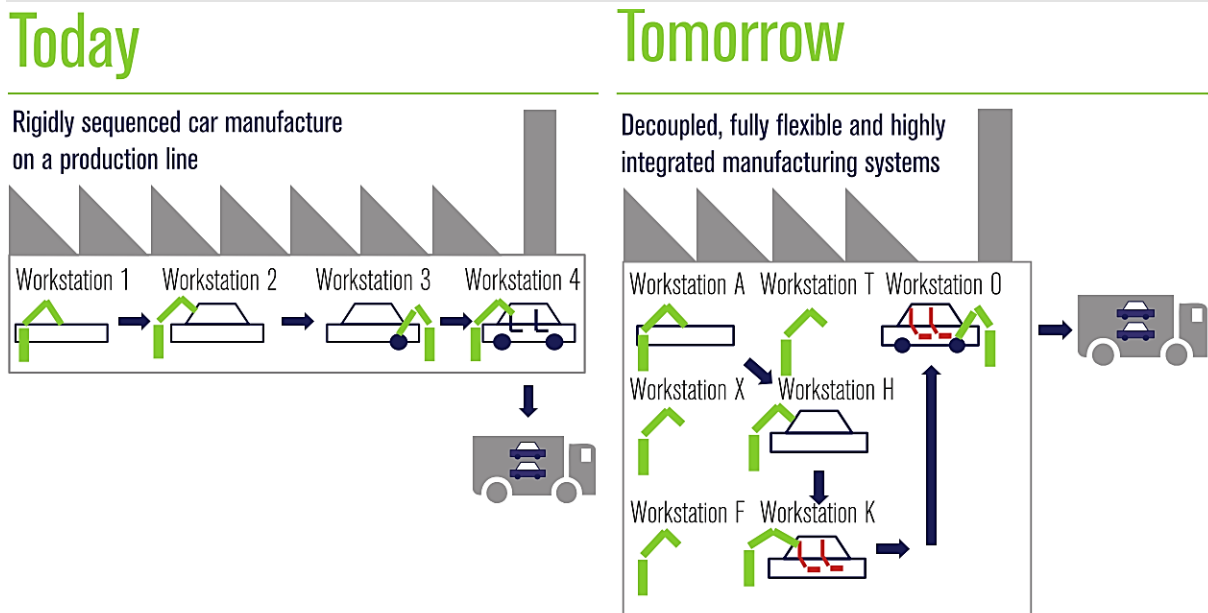 Today
Rigidly sequenced car manufacture
on a production line
Workstation 1
Workstation 2
Workstation 3
Workstation 4
Tomorrow
Decoupled, fully flexible and highly
integrated manufacturing systems
Workstation A
Workstation T
Workstation O
Workstation X
Workstation H
Workstation F
Workstation K